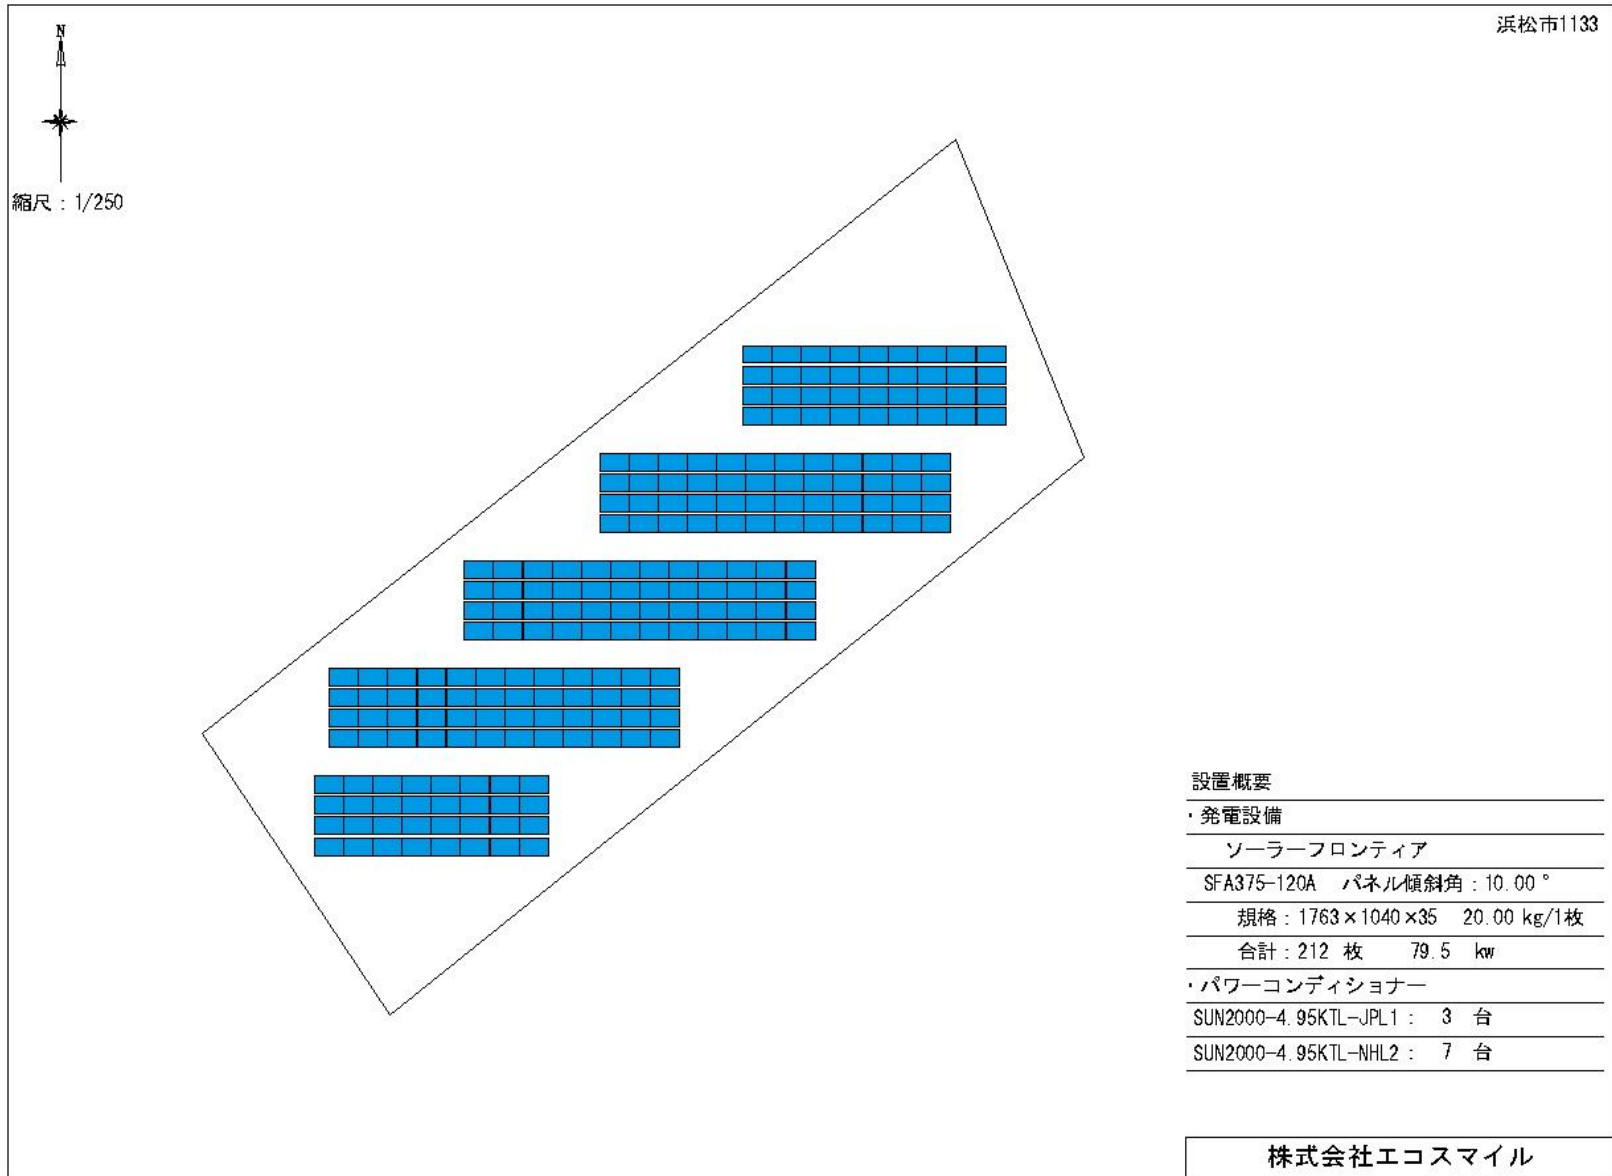 浜松市1133
N
縮尺：1/250
設置概要
・発電設備
ソーラーフロンティア
SFA375-120A パネル傾斜角：10.00°
規格：1763×1040×35 20.00 kg/1枚
合計：212 枚 79.5 kw
・パワーコンディショナー
SUN2000-4.95KTL-JPL1： 3 台
SUN2000-4.95KTL-NHL2： 7 台
株式会社エコスマイル